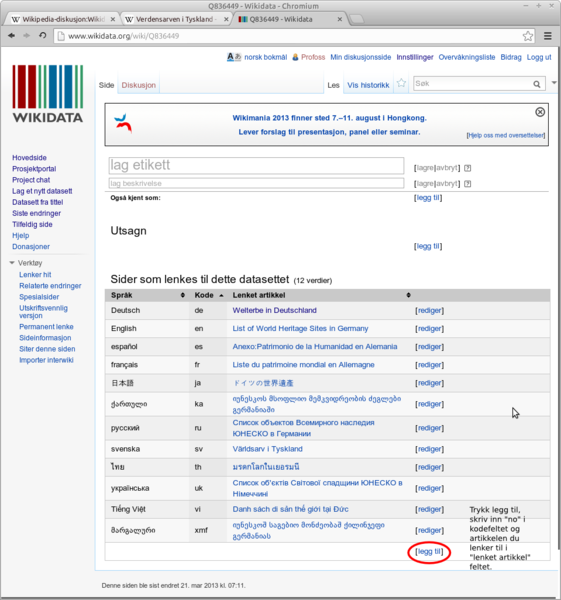 Q836449 - Wikidata - Chromium
Wikipedia-diskusjon:Wiki
Verdensarven i Tyskland -
Q836449 - Wikidata
www.wikidata.org/wiki/Q836449
norsk bokmål Profoss Min diskusjonsside Innstillinger Overvåkningsliste Bidrag Logg ut
Side Diskusjon Les Vis historikk Søk
WIKIDATA
Wikimania 2013 finner sted 7.–11. august i Hongkong.
Lever forslag til presentasjon, panel eller seminar.
[Hjelp oss med oversettelser]
Hovedside
Prosjektportal
Project chat
Lag et nytt datasett
Datasett fra tittel
Siste endringer
Tilfeldig side
Hjelp
Donasjoner
Verktøy
Lenker hit
Relaterte endringer
Spesialsider
Utskriftsvennlig
versjon
Permanent lenke
Sideinformasjon
Siter denne siden
Importer interwiki
lag etikett [lagre|avbryt] [?]
lag beskrivelse [lagre|avbryt] [?]
Også kjent som: [legg til]
Utsagn
[legg til]
Sider som lenkes til dette datasettet (12 verdier)
Språk Kode Lenket artikkel
Deutsch de Welterbe in Deutschland [rediger]
English en List of World Heritage Sites in Germany [rediger]
español es Anexo:Patrimonio de la Humanidad en Alemania [rediger]
français fr Liste du patrimoine mondial en Allemagne [rediger]
日本語 ja ドイツの世界遺産 [rediger]
ქართული ka იუნესკოს მსოფლიო მემკვიდრეობის ძეგლები [rediger]
გერმანიაში
русский ru Список объектов Всемирного наследия [rediger]
ЮНЕСКО в Германии
svenska sv Världsarv i Tyskland [rediger]
ไทย th มรดกโลกในเยอรมนี [rediger]
українська uk Список об'єктів Світової спадщини ЮНЕСКО в [rediger]
Німеччині
Tiếng Việt vi Danh sách di sản thế giới tại Đức [rediger]
მარგალური xmf იუნესკოშ საგებიო მონძეობამ ქილინჯეფი [rediger]
გერმანიას
[legg til]
Trykk legg til,
skriv inn "no" i
kodefeltet og
artikkelen du
lenker til i
"lenket artikkel"
feltet.
Denne siden ble sist endret 21. mar 2013 kl. 07:11.